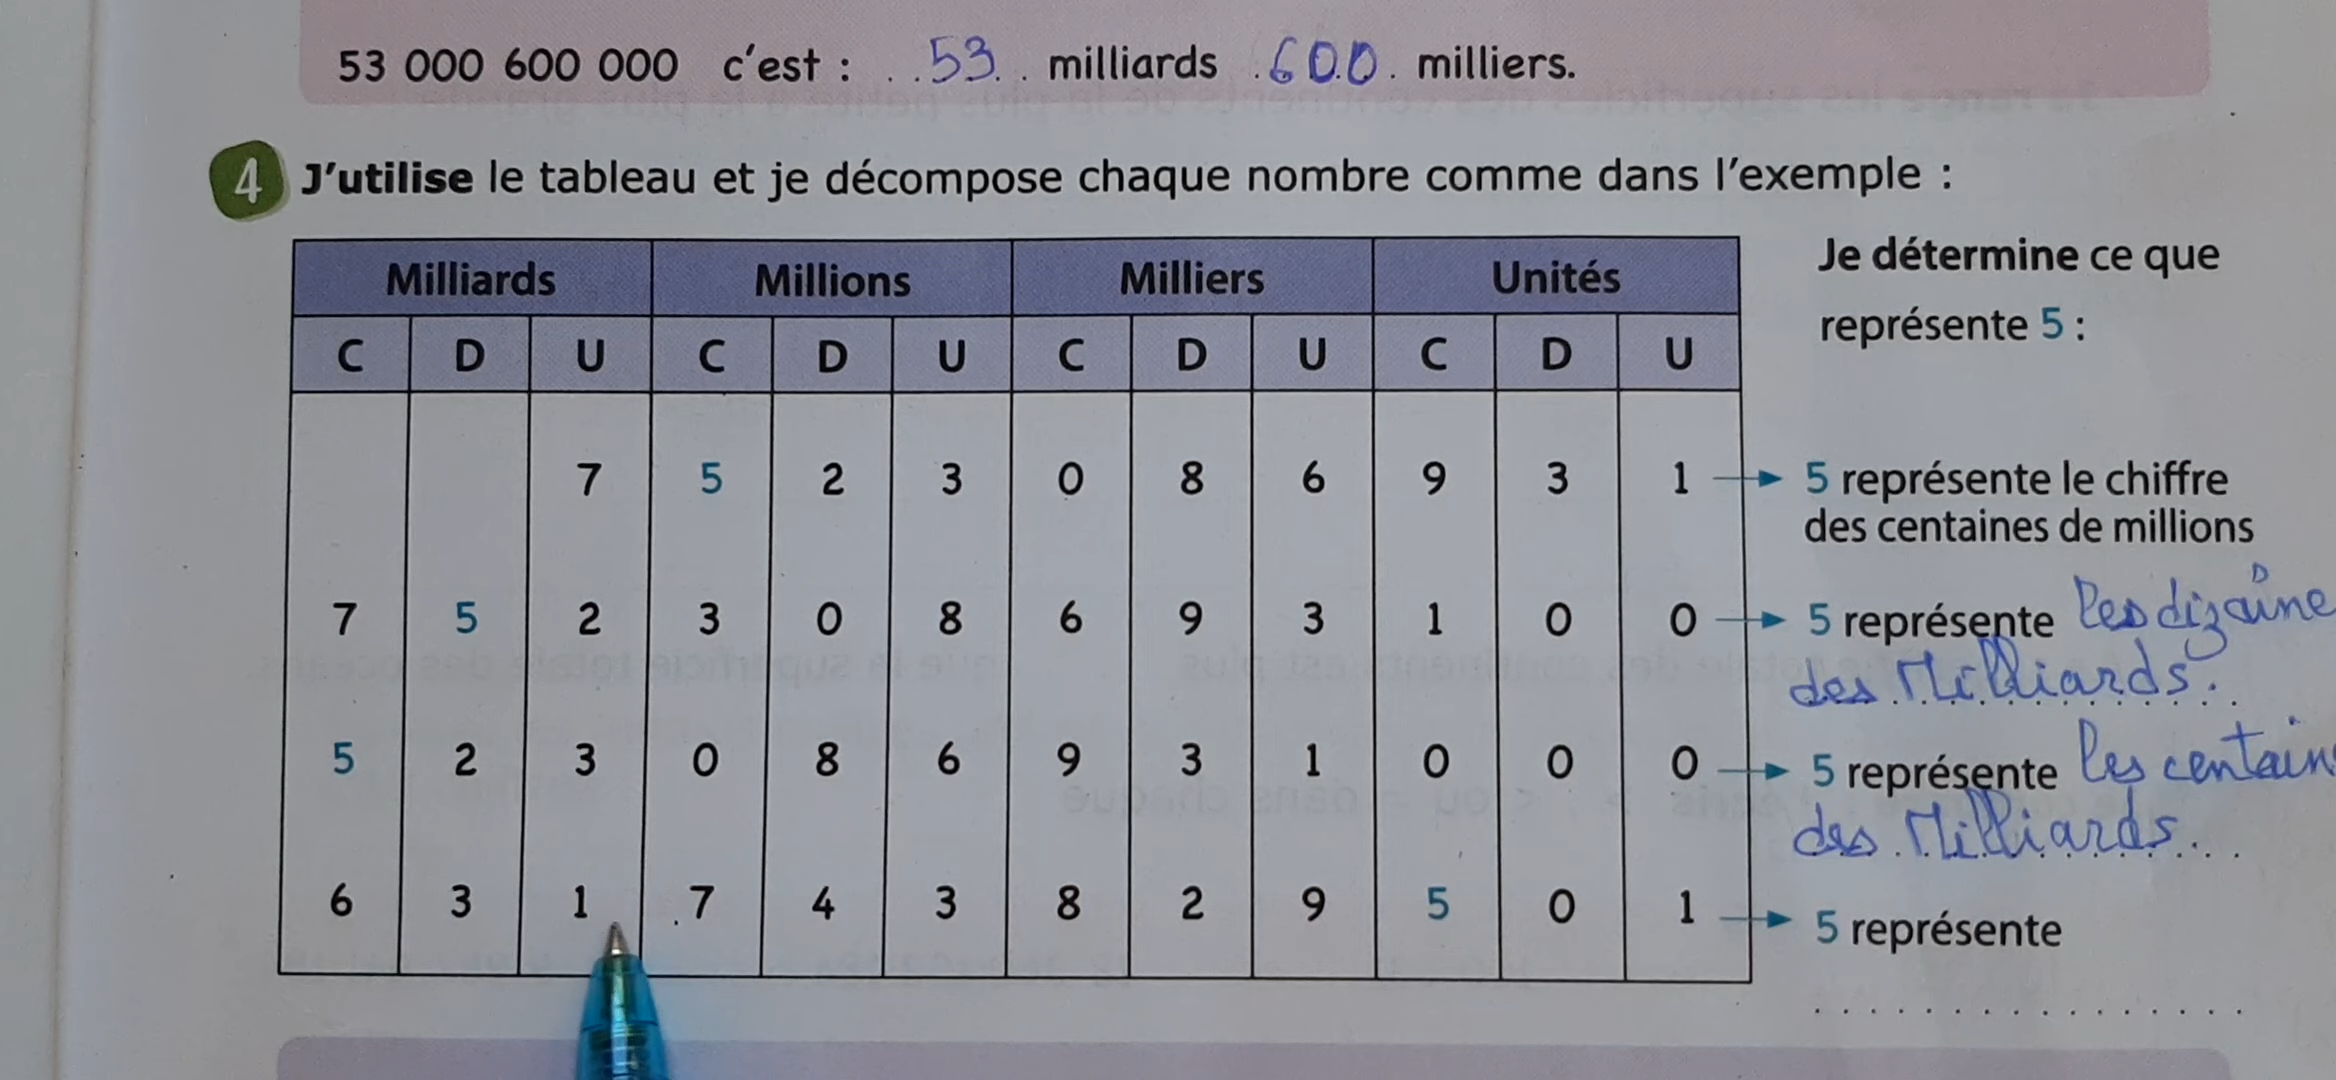 53 000 600 000 c'est : ..53.. milliards .600. milliers.
4 J'utilise le tableau et je décompose chaque nombre comme dans l'exemple :
Je détermine ce que
représente 5 :
Milliards Millions Milliers Unités
C D U C D U C D U C D U
7 5 2 3 0 8 6 9 3 1
5 représente le chiffre
des centaines de millions
7 5 2 3 0 8 6 9 3 1 0 0
5 représente les dizaine
des Milliards
5 2 3 0 8 6 9 3 1 0 0 0
5 représente les centain
des Milliards
6 3 1 7 4 3 8 2 9 5 0 1
5 représente